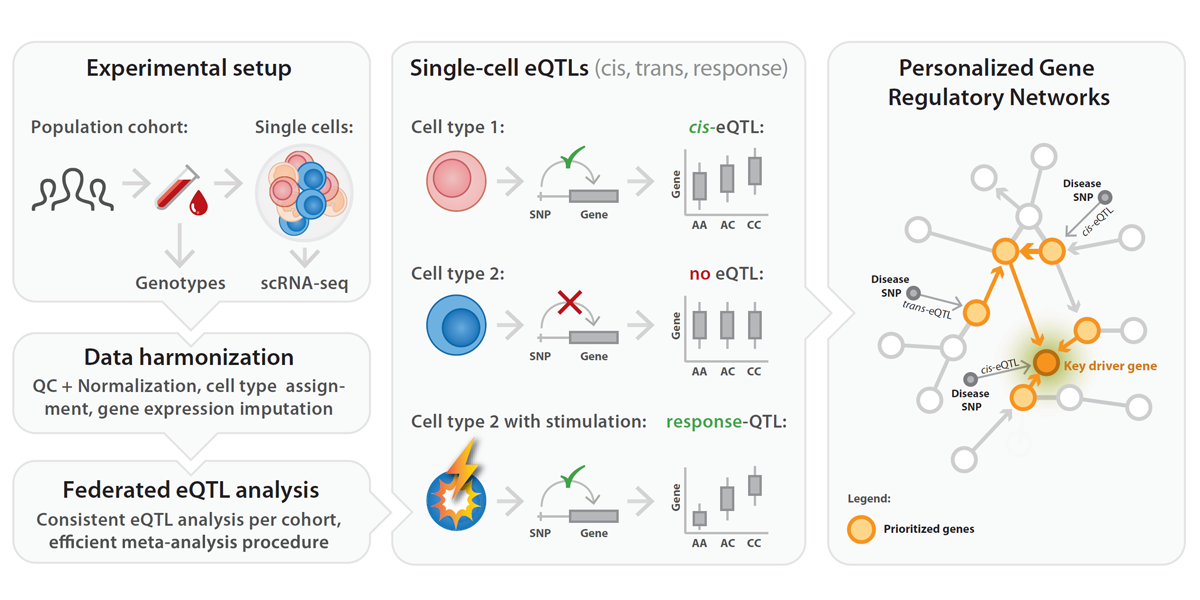 Experimental setup
Population cohort:
Single cells:
Genotypes
scRNA-seq
Data harmonization
QC + Normalization, cell type assign-
ment, gene expression imputation
Federated eQTL analysis
Consistent eQTL analysis per cohort,
efficient meta-analysis procedure
Single-cell eQTLs (cis, trans, response)
Cell type 1:
cis-eQTL:
SNP
Gene
Gene
AA AC CC
Cell type 2:
no eQTL:
SNP
Gene
Gene
AA AC CC
Cell type 2 with stimulation:
response-QTL:
SNP
Gene
Gene
AA AC CC
Personalized Gene
Regulatory Networks
Disease
SNP
cis-eQTL
Disease
SNP
trans-eQTL
Key driver gene
cis-eQTL
Disease
SNP
Legend:
Prioritized genes